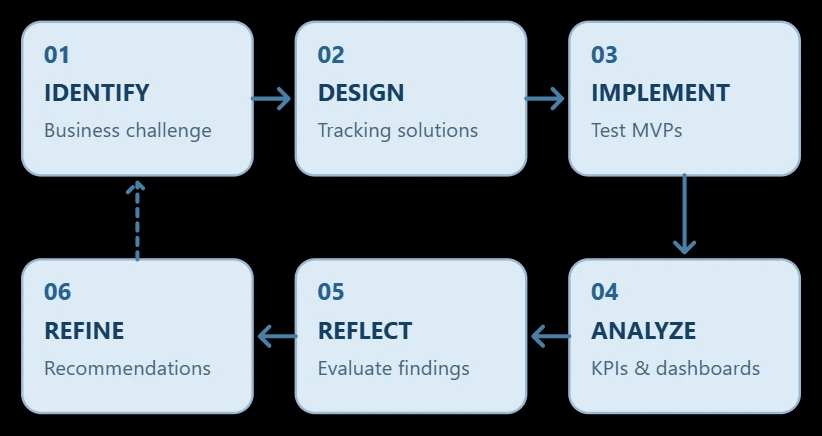 01
IDENTIFY
Business challenge
02
DESIGN
Tracking solutions
03
IMPLEMENT
Test MVPs
04
ANALYZE
KPIs & dashboards
05
REFLECT
Evaluate findings
06
REFINE
Recommendations